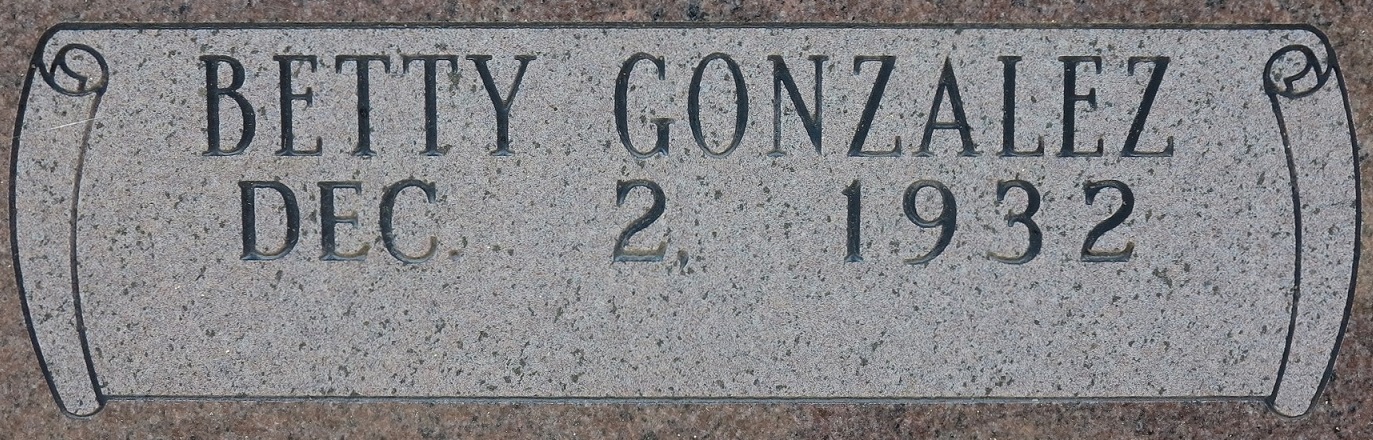 BETTY GONZALEZ
DEC. 2, 1932